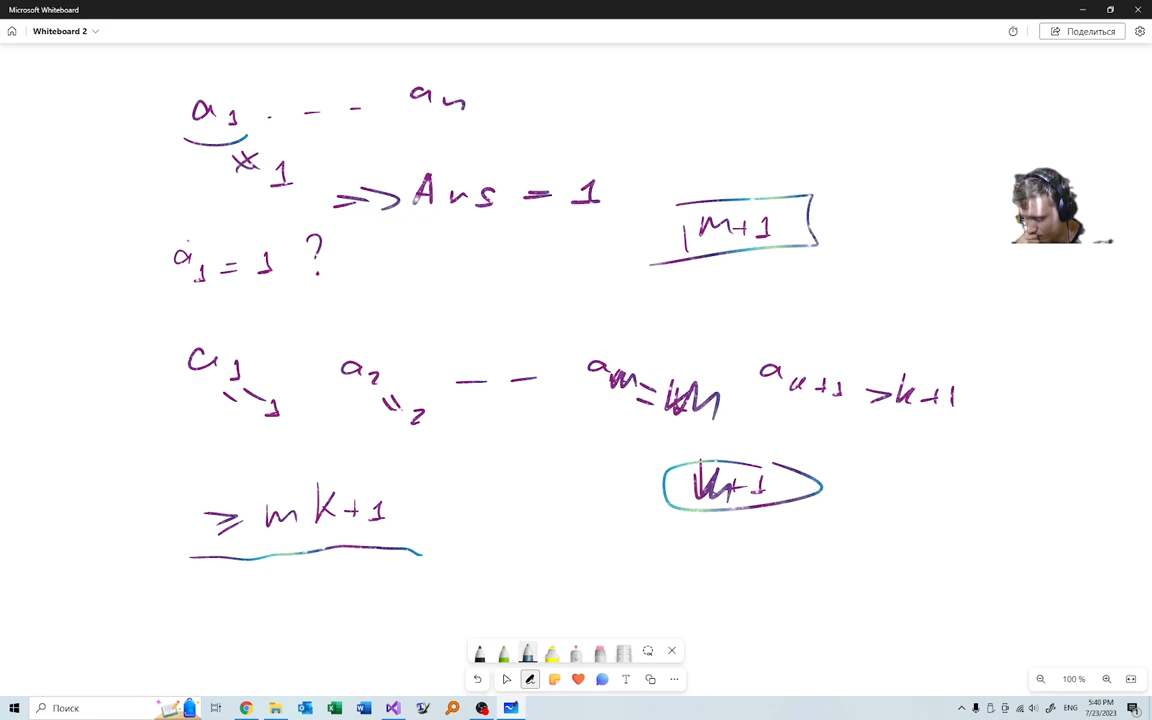 Microsoft Whiteboard
Whiteboard 2
Поделиться
a₁ . - - aₙ
≠ 1
=> Ans = 1
m+1
a₁ = 1 ?
a₁ a₂ - - aₘ aₖ₊₁ > k+1
= 1 = 2
k+1
≥ m k + 1
100 %
Поиск
ENG
5:40 PM
7/23/2023